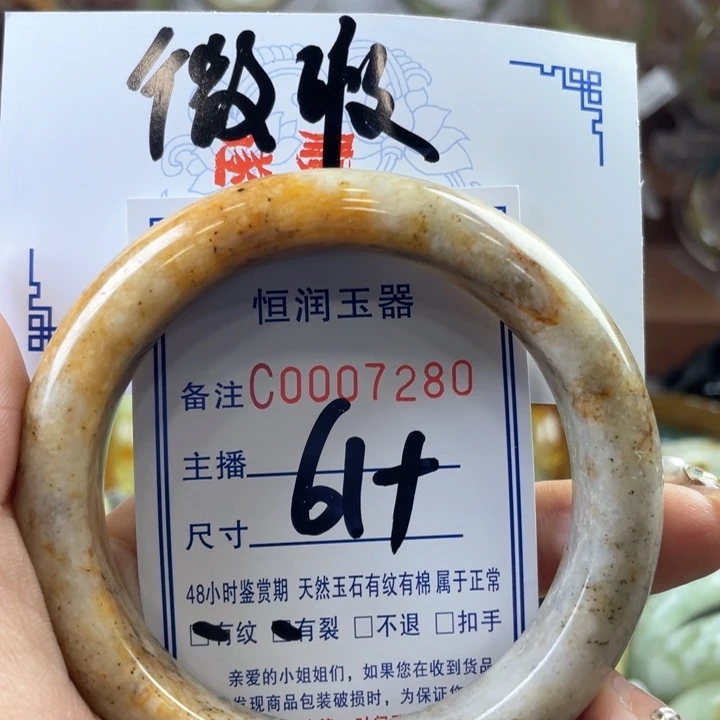 微收
恒润玉器
备注C0007280
主播
尺寸 61+
48小时鉴赏期 天然玉石有纹有棉 属于正常
☑有纹 ☑有裂 □不退 □扣手
亲爱的小姐姐们，如果您在收到货品
发现商品包装破损时，为保证您